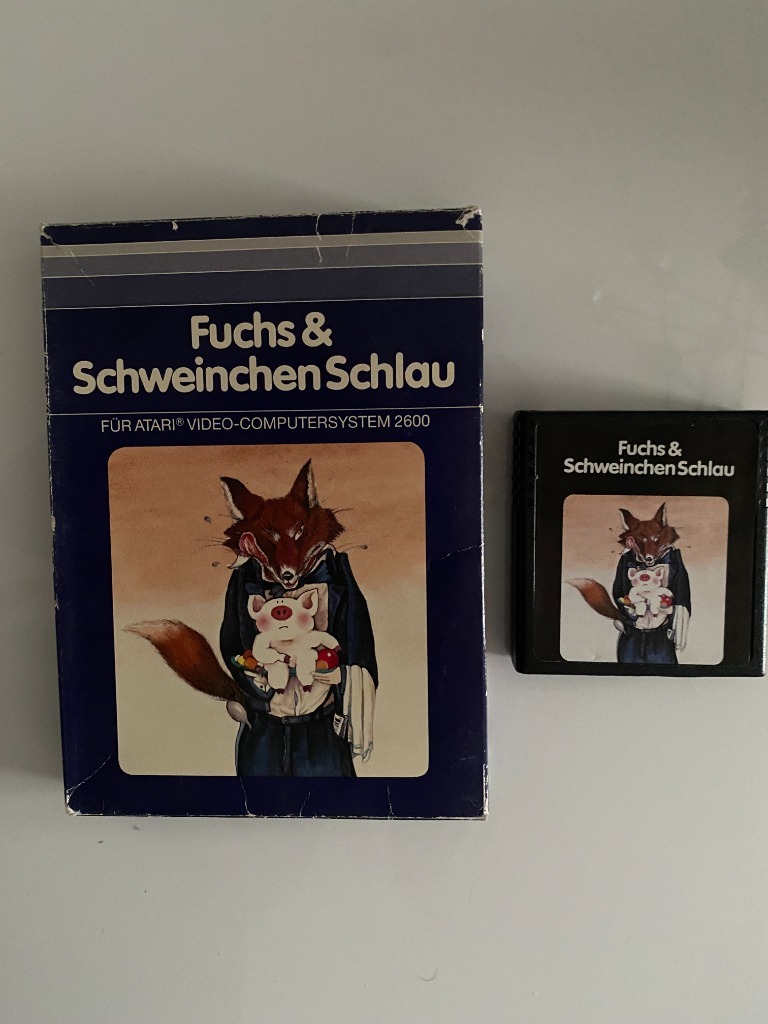 Fuchs &
Schweinchen Schlau
FÜR ATARI® VIDEO-COMPUTERSYSTEM 2600
Fuchs &
Schweinchen Schlau